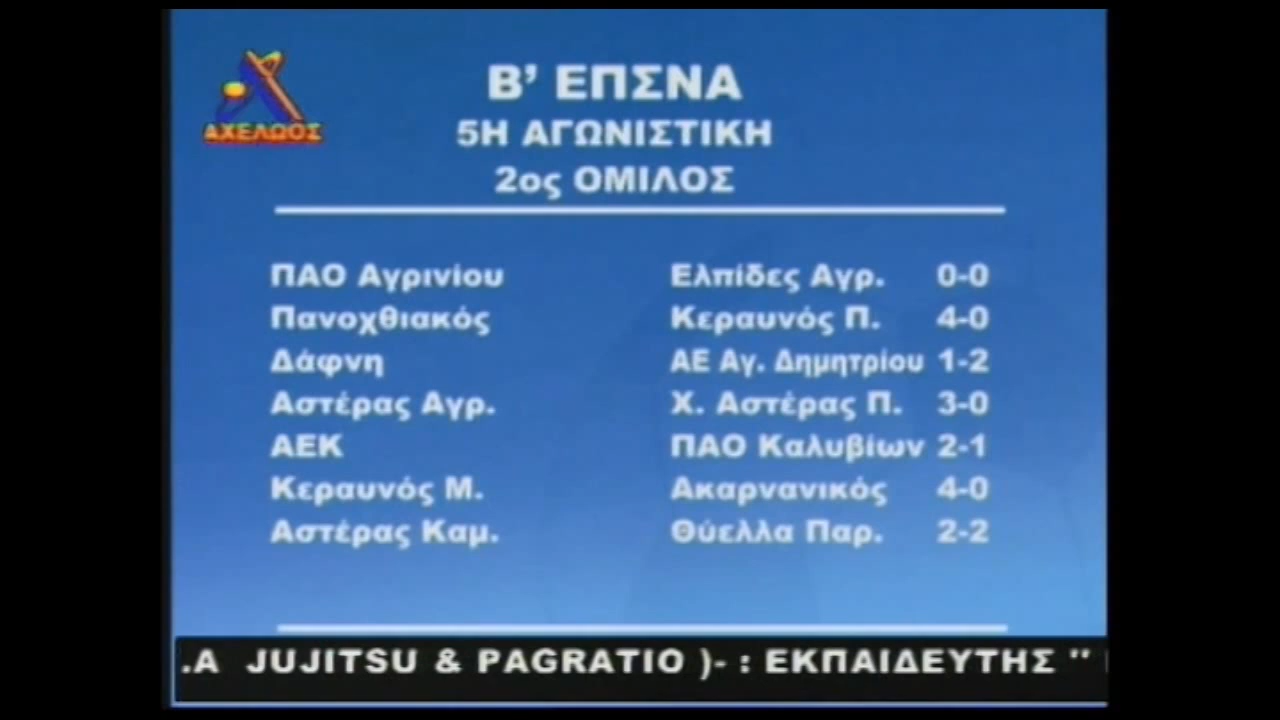 ΑΧΕΛΩΟΣ
Β’ ΕΠΣΝΑ
5Η ΑΓΩΝΙΣΤΙΚΗ
2ος ΟΜΙΛΟΣ
ΠΑΟ Αγρινίου Ελπίδες Αγρ. 0-0
Πανοχθιακός Κεραυνός Π. 4-0
Δάφνη ΑΕ Αγ. Δημητρίου 1-2
Αστέρας Αγρ. Χ. Αστέρας Π. 3-0
ΑΕΚ ΠΑΟ Καλυβίων 2-1
Κεραυνός Μ. Ακαρνανικός 4-0
Αστέρας Καμ. Θύελλα Παρ. 2-2
.Α JUJITSU & PAGRATIO )- : ΕΚΠΑΙΔΕΥΤΗΣ ''